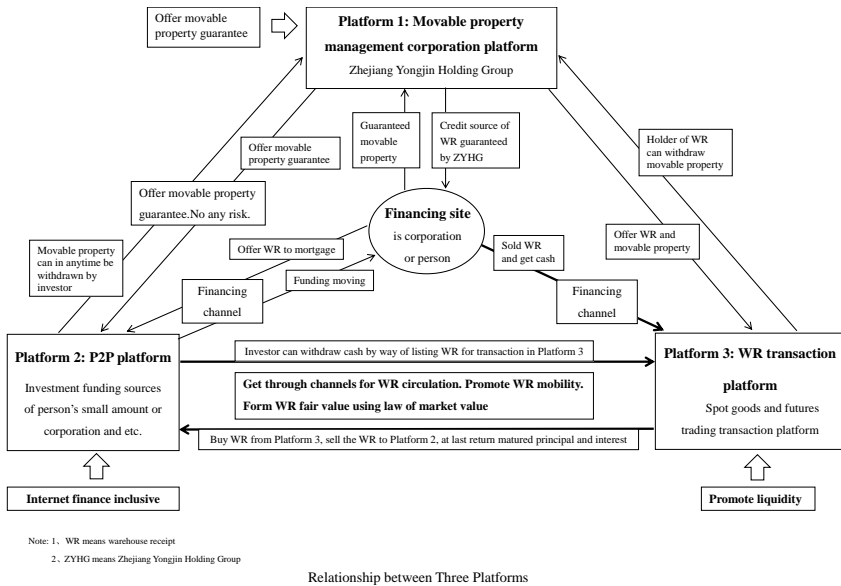 Offer movable
property guarantee
Platform 1: Movable property
management corporation platform
Zhejiang Yongjin Holding Group
Guaranteed
movable
property
Credit source of
WR guaranteed
by ZYHG
Offer movable
property guarantee
Holder of WR
can withdraw
movable property
Offer movable property
guarantee.No any risk.
Financing site
is corporation
or person
Movable property
can in anytime be
withdrawn by
investor
Offer WR to mortgage
Sold WR
and get cash
Offer WR and
movable property
Funding moving
Financing
channel
Financing
channel
Platform 2: P2P platform
Investment funding sources
of person's small amount or
corporation and etc.
Investor can withdraw cash by way of listing WR for transaction in Platform 3
Get through channels for WR circulation. Promote WR mobility.
Form WR fair value using law of market value
Buy WR from Platform 3, sell the WR to Platform 2, at last return matured principal and interest
Platform 3: WR transaction
platform
Spot goods and futures
trading transaction platform
Internet finance inclusive
Promote liquidity
Note: 1、WR means warehouse receipt
2、ZYHG means Zhejiang Yongjin Holding Group
Relationship between Three Platforms